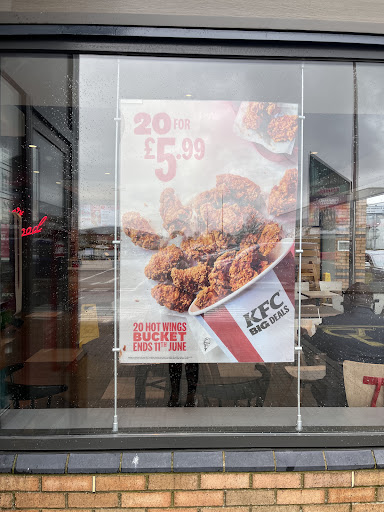 20 FOR
£5.99
KFC
BIG DEALS
20 HOT WINGS
BUCKET
ENDS 11TH JUNE